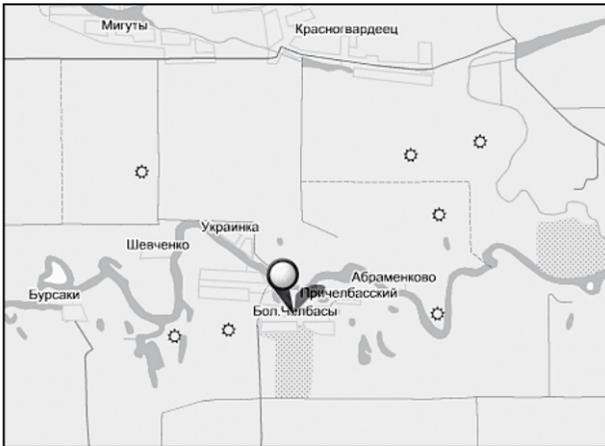 Мигуты
Красногвардеец
Украинка
Шевченко
Абраменково
Бурсаки
Причелбасский
Бол.Челбасы